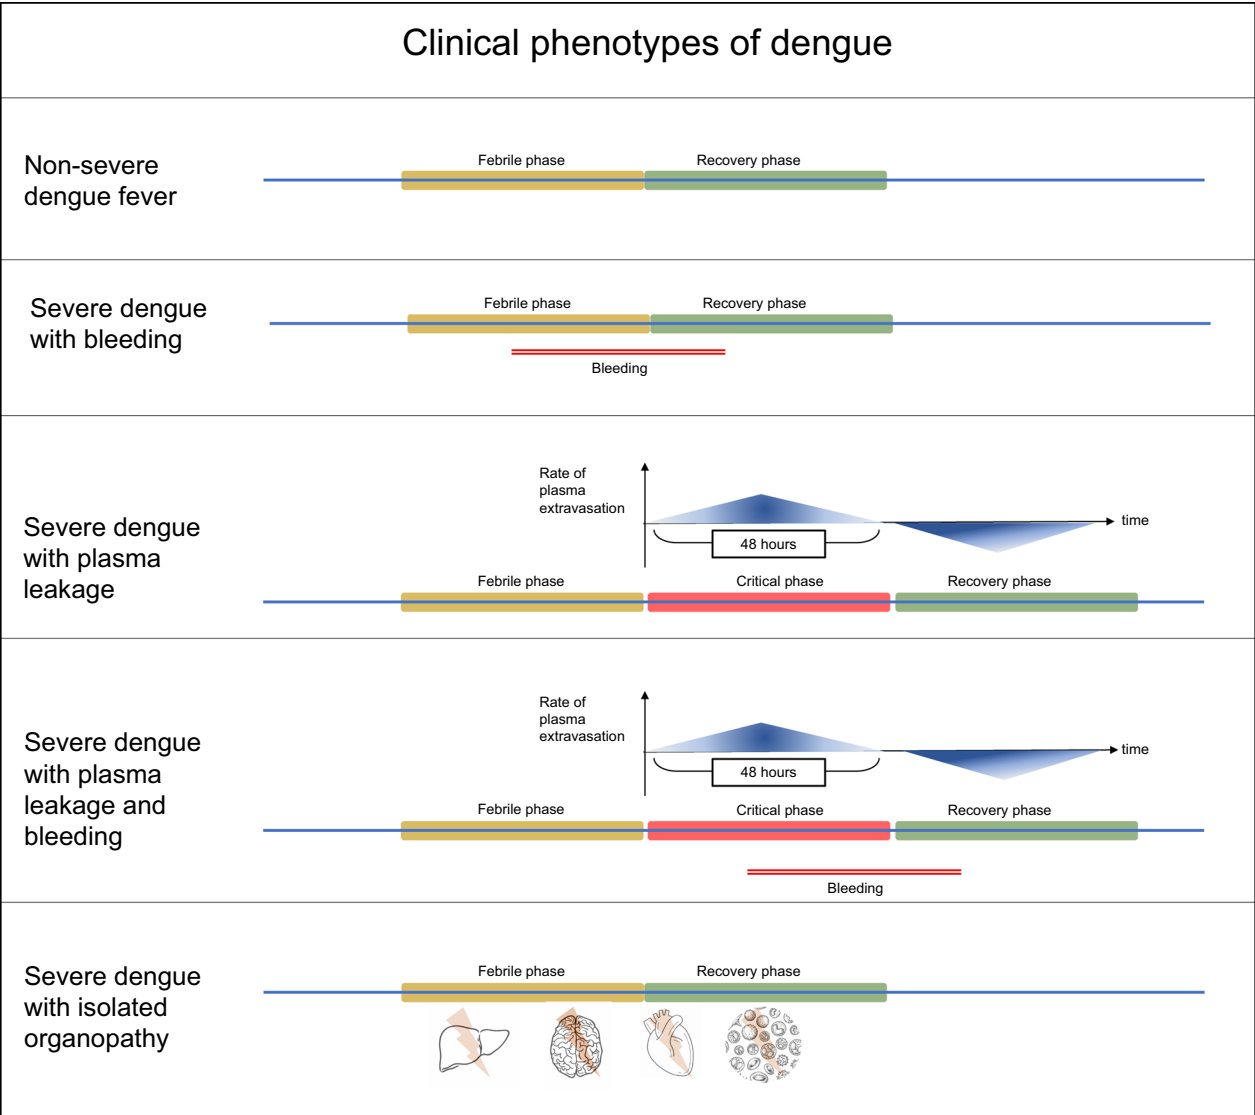 Clinical phenotypes of dengue
Non-severe
dengue fever
Febrile phase
Recovery phase
Severe dengue
with bleeding
Febrile phase
Recovery phase
Bleeding
Severe dengue
with plasma
leakage
Rate of
plasma
extravasation
time
48 hours
Febrile phase
Critical phase
Recovery phase
Severe dengue
with plasma
leakage and
bleeding
Rate of
plasma
extravasation
time
48 hours
Febrile phase
Critical phase
Recovery phase
Bleeding
Severe dengue
with isolated
organopathy
Febrile phase
Recovery phase